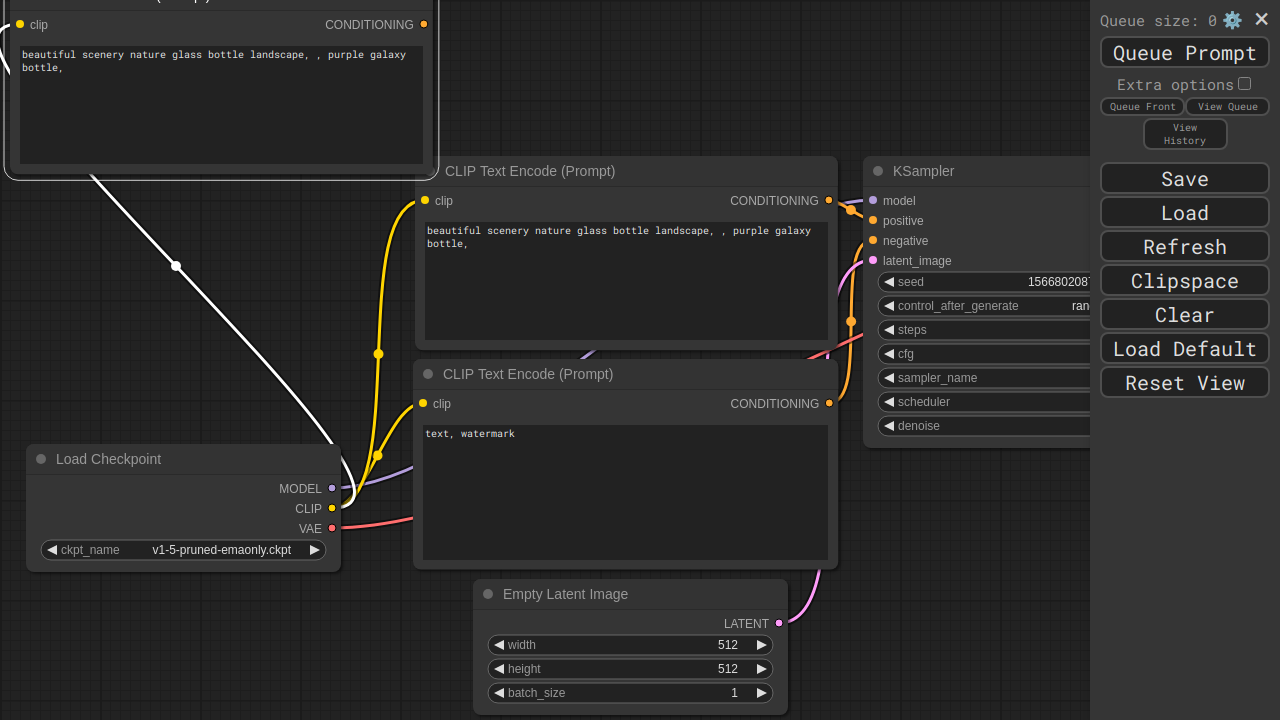 clip CONDITIONING
beautiful scenery nature glass bottle landscape, , purple galaxy
bottle,
CLIP Text Encode (Prompt)
clip CONDITIONING
beautiful scenery nature glass bottle landscape, , purple galaxy
bottle,
CLIP Text Encode (Prompt)
clip CONDITIONING
text, watermark
Load Checkpoint
MODEL
CLIP
VAE
ckpt_name v1-5-pruned-emaonly.ckpt
Empty Latent Image
LATENT
width 512
height 512
batch_size 1
KSampler
model
positive
negative
latent_image
seed 1566802087
control_after_generate ran
steps
cfg
sampler_name
scheduler
denoise
Queue size: 0
Queue Prompt
Extra options
Queue Front View Queue
View
History
Save
Load
Refresh
Clipspace
Clear
Load Default
Reset View